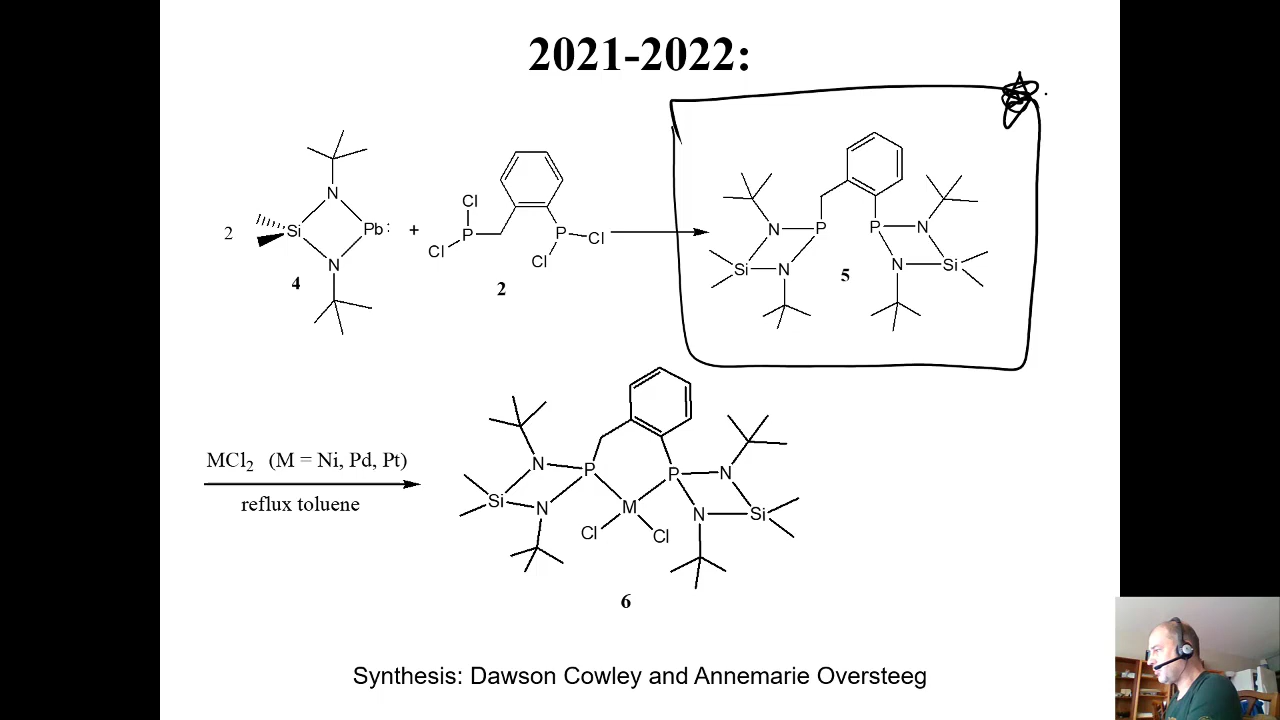 2021-2022:
2
N
Si
Pb:
N
4
+
Cl
P
Cl
P
Cl
Cl
2
N
P
Si
N
5
P
N
N
Si
MCl₂ (M = Ni, Pd, Pt)
reflux toluene
N
P
Si
N
P
N
N
Si
M
Cl
Cl
6
Synthesis: Dawson Cowley and Annemarie Oversteeg